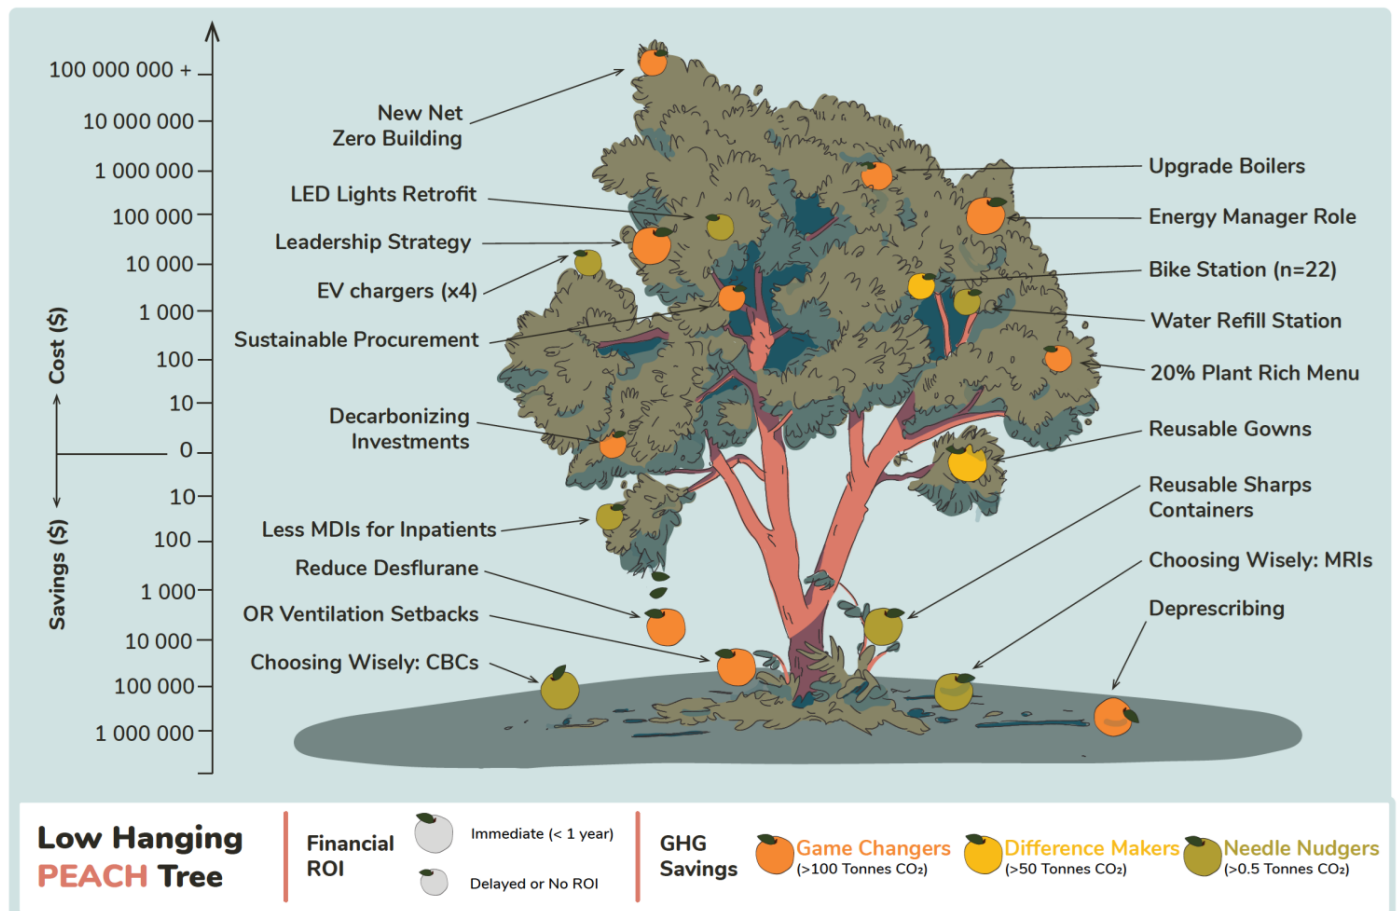 100 000 000 +
10 000 000
1 000 000
100 000
10 000
1 000
100
10
0
10
100
1 000
10 000
100 000
1 000 000
Cost ($)
Savings ($)
New Net
Zero Building
LED Lights Retrofit
Leadership Strategy
EV chargers (x4)
Sustainable Procurement
Decarbonizing
Investments
Less MDIs for Inpatients
Reduce Desflurane
OR Ventilation Setbacks
Choosing Wisely: CBCs
Upgrade Boilers
Energy Manager Role
Bike Station (n=22)
Water Refill Station
20% Plant Rich Menu
Reusable Gowns
Reusable Sharps
Containers
Choosing Wisely: MRIs
Deprescribing
Low Hanging
PEACH Tree
Financial
ROI
Immediate (< 1 year)
Delayed or No ROI
GHG
Savings
Game Changers
(>100 Tonnes CO₂)
Difference Makers
(>50 Tonnes CO₂)
Needle Nudgers
(>0.5 Tonnes CO₂)